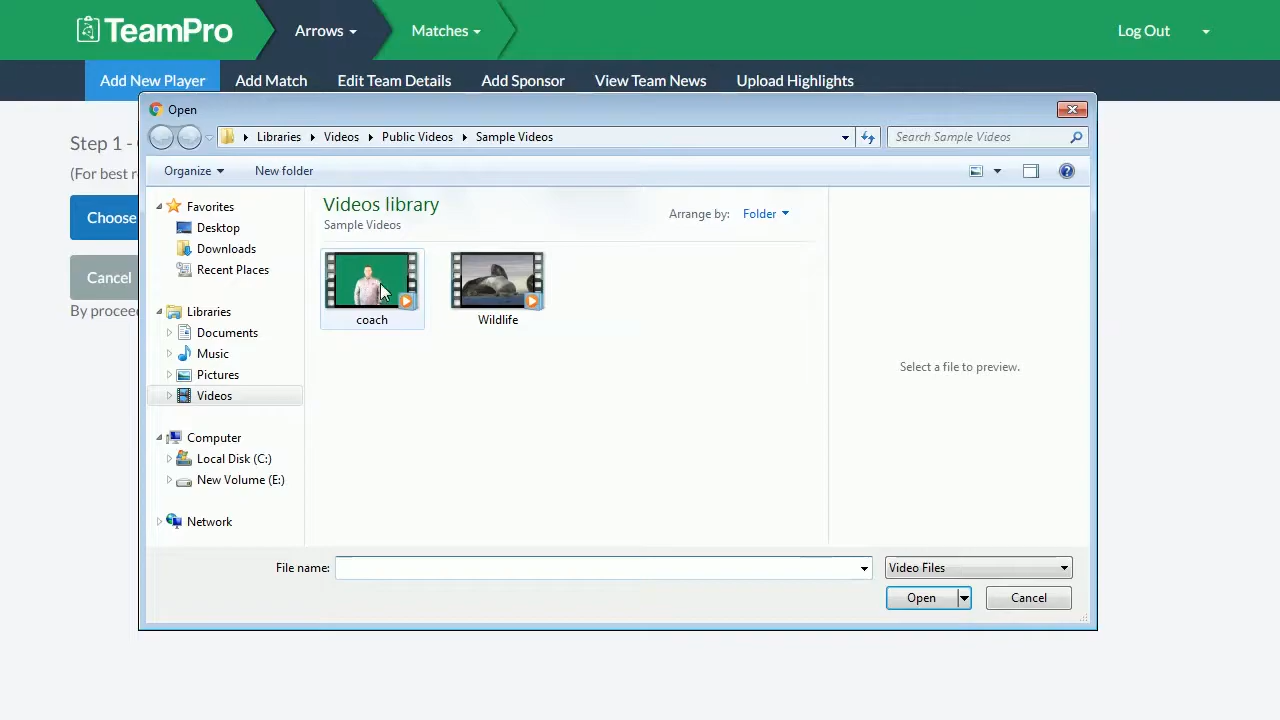 TeamPro
Arrows
Matches
Log Out
Add New Player
Add Match
Edit Team Details
Add Sponsor
View Team News
Upload Highlights
Step 1 -
(For best r
Choose
Cancel
By procee
Open
Libraries
Videos
Public Videos
Sample Videos
Search Sample Videos
Organize
New folder
Favorites
Desktop
Downloads
Recent Places
Libraries
Documents
Music
Pictures
Videos
Computer
Local Disk (C:)
New Volume (E:)
Network
Videos library
Sample Videos
Arrange by: Folder
coach
Wildlife
Select a file to preview.
File name:
Video Files
Open
Cancel